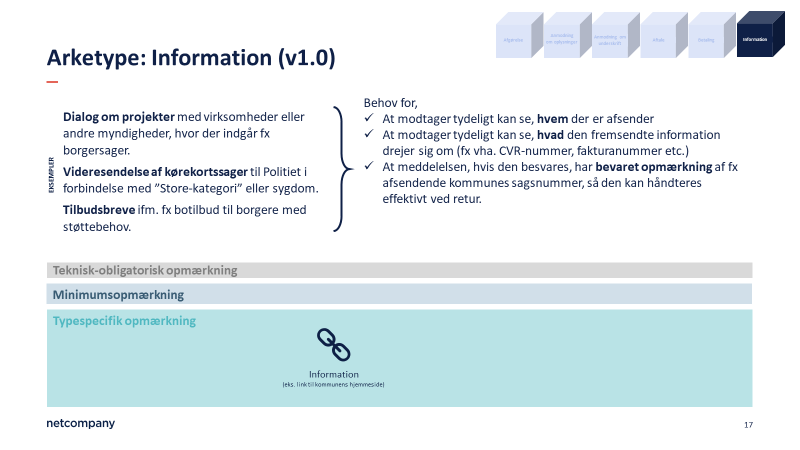 Afgørelse
Anmodning om oplysninger
Anmodning om underskrift
Aftale
Betaling
Information
Arketype: Information (v1.0)
EKSEMPLER
Dialog om projekter med virksomheder eller
andre myndigheder, hvor der indgår fx
borgersager.
Videresendelse af kørekortssager til Politiet i
forbindelse med ”Store-kategori” eller sygdom.
Tilbudsbreve ifm. fx botilbud til borgere med
støttebehov.
Behov for,
✓ At modtager tydeligt kan se, hvem der er afsender
✓ At modtager tydeligt kan se, hvad den fremsendte information
drejer sig om (fx vha. CVR-nummer, fakturanummer etc.)
✓ At meddelelsen, hvis den besvares, har bevaret opmærkning af fx
afsendende kommunes sagsnummer, så den kan håndteres
effektivt ved retur.
Teknisk-obligatorisk opmærkning
Minimumsopmærkning
Typespecifik opmærkning
Information
(eks. link til kommunens hjemmeside)
netcompany
17